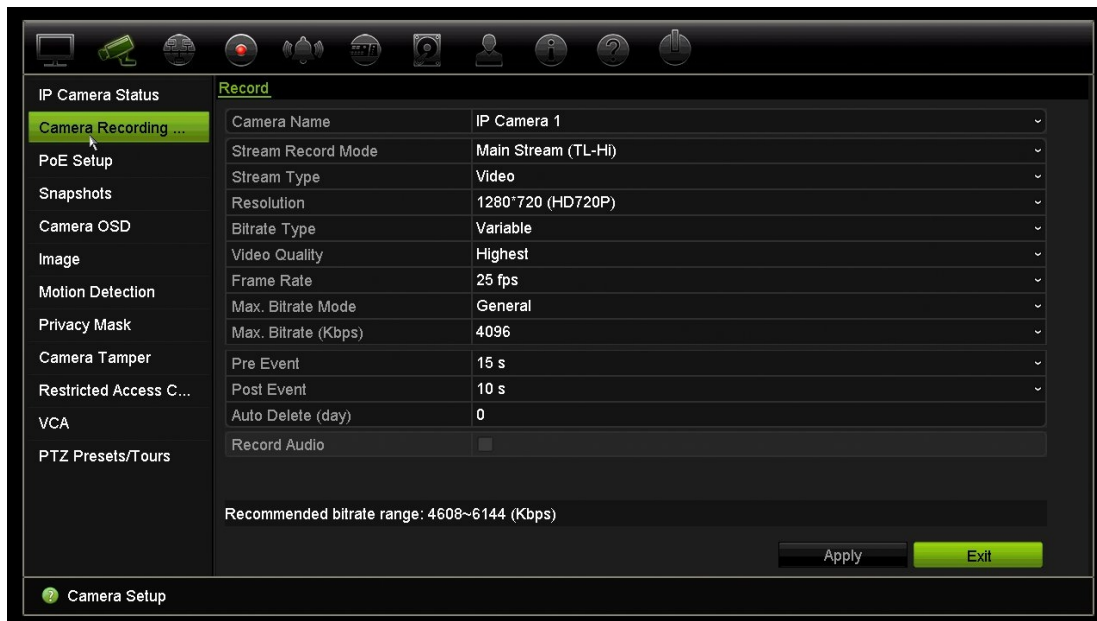 IP Camera Status
Camera Recording ...
PoE Setup
Snapshots
Camera OSD
Image
Motion Detection
Privacy Mask
Camera Tamper
Restricted Access C...
VCA
PTZ Presets/Tours
Record
Camera Name IP Camera 1
Stream Record Mode Main Stream (TL-Hi)
Stream Type Video
Resolution 1280*720 (HD720P)
Bitrate Type Variable
Video Quality Highest
Frame Rate 25 fps
Max. Bitrate Mode General
Max. Bitrate (Kbps) 4096
Pre Event 15 s
Post Event 10 s
Auto Delete (day) 0
Record Audio
Recommended bitrate range: 4608~6144 (Kbps)
Apply Exit
Camera Setup